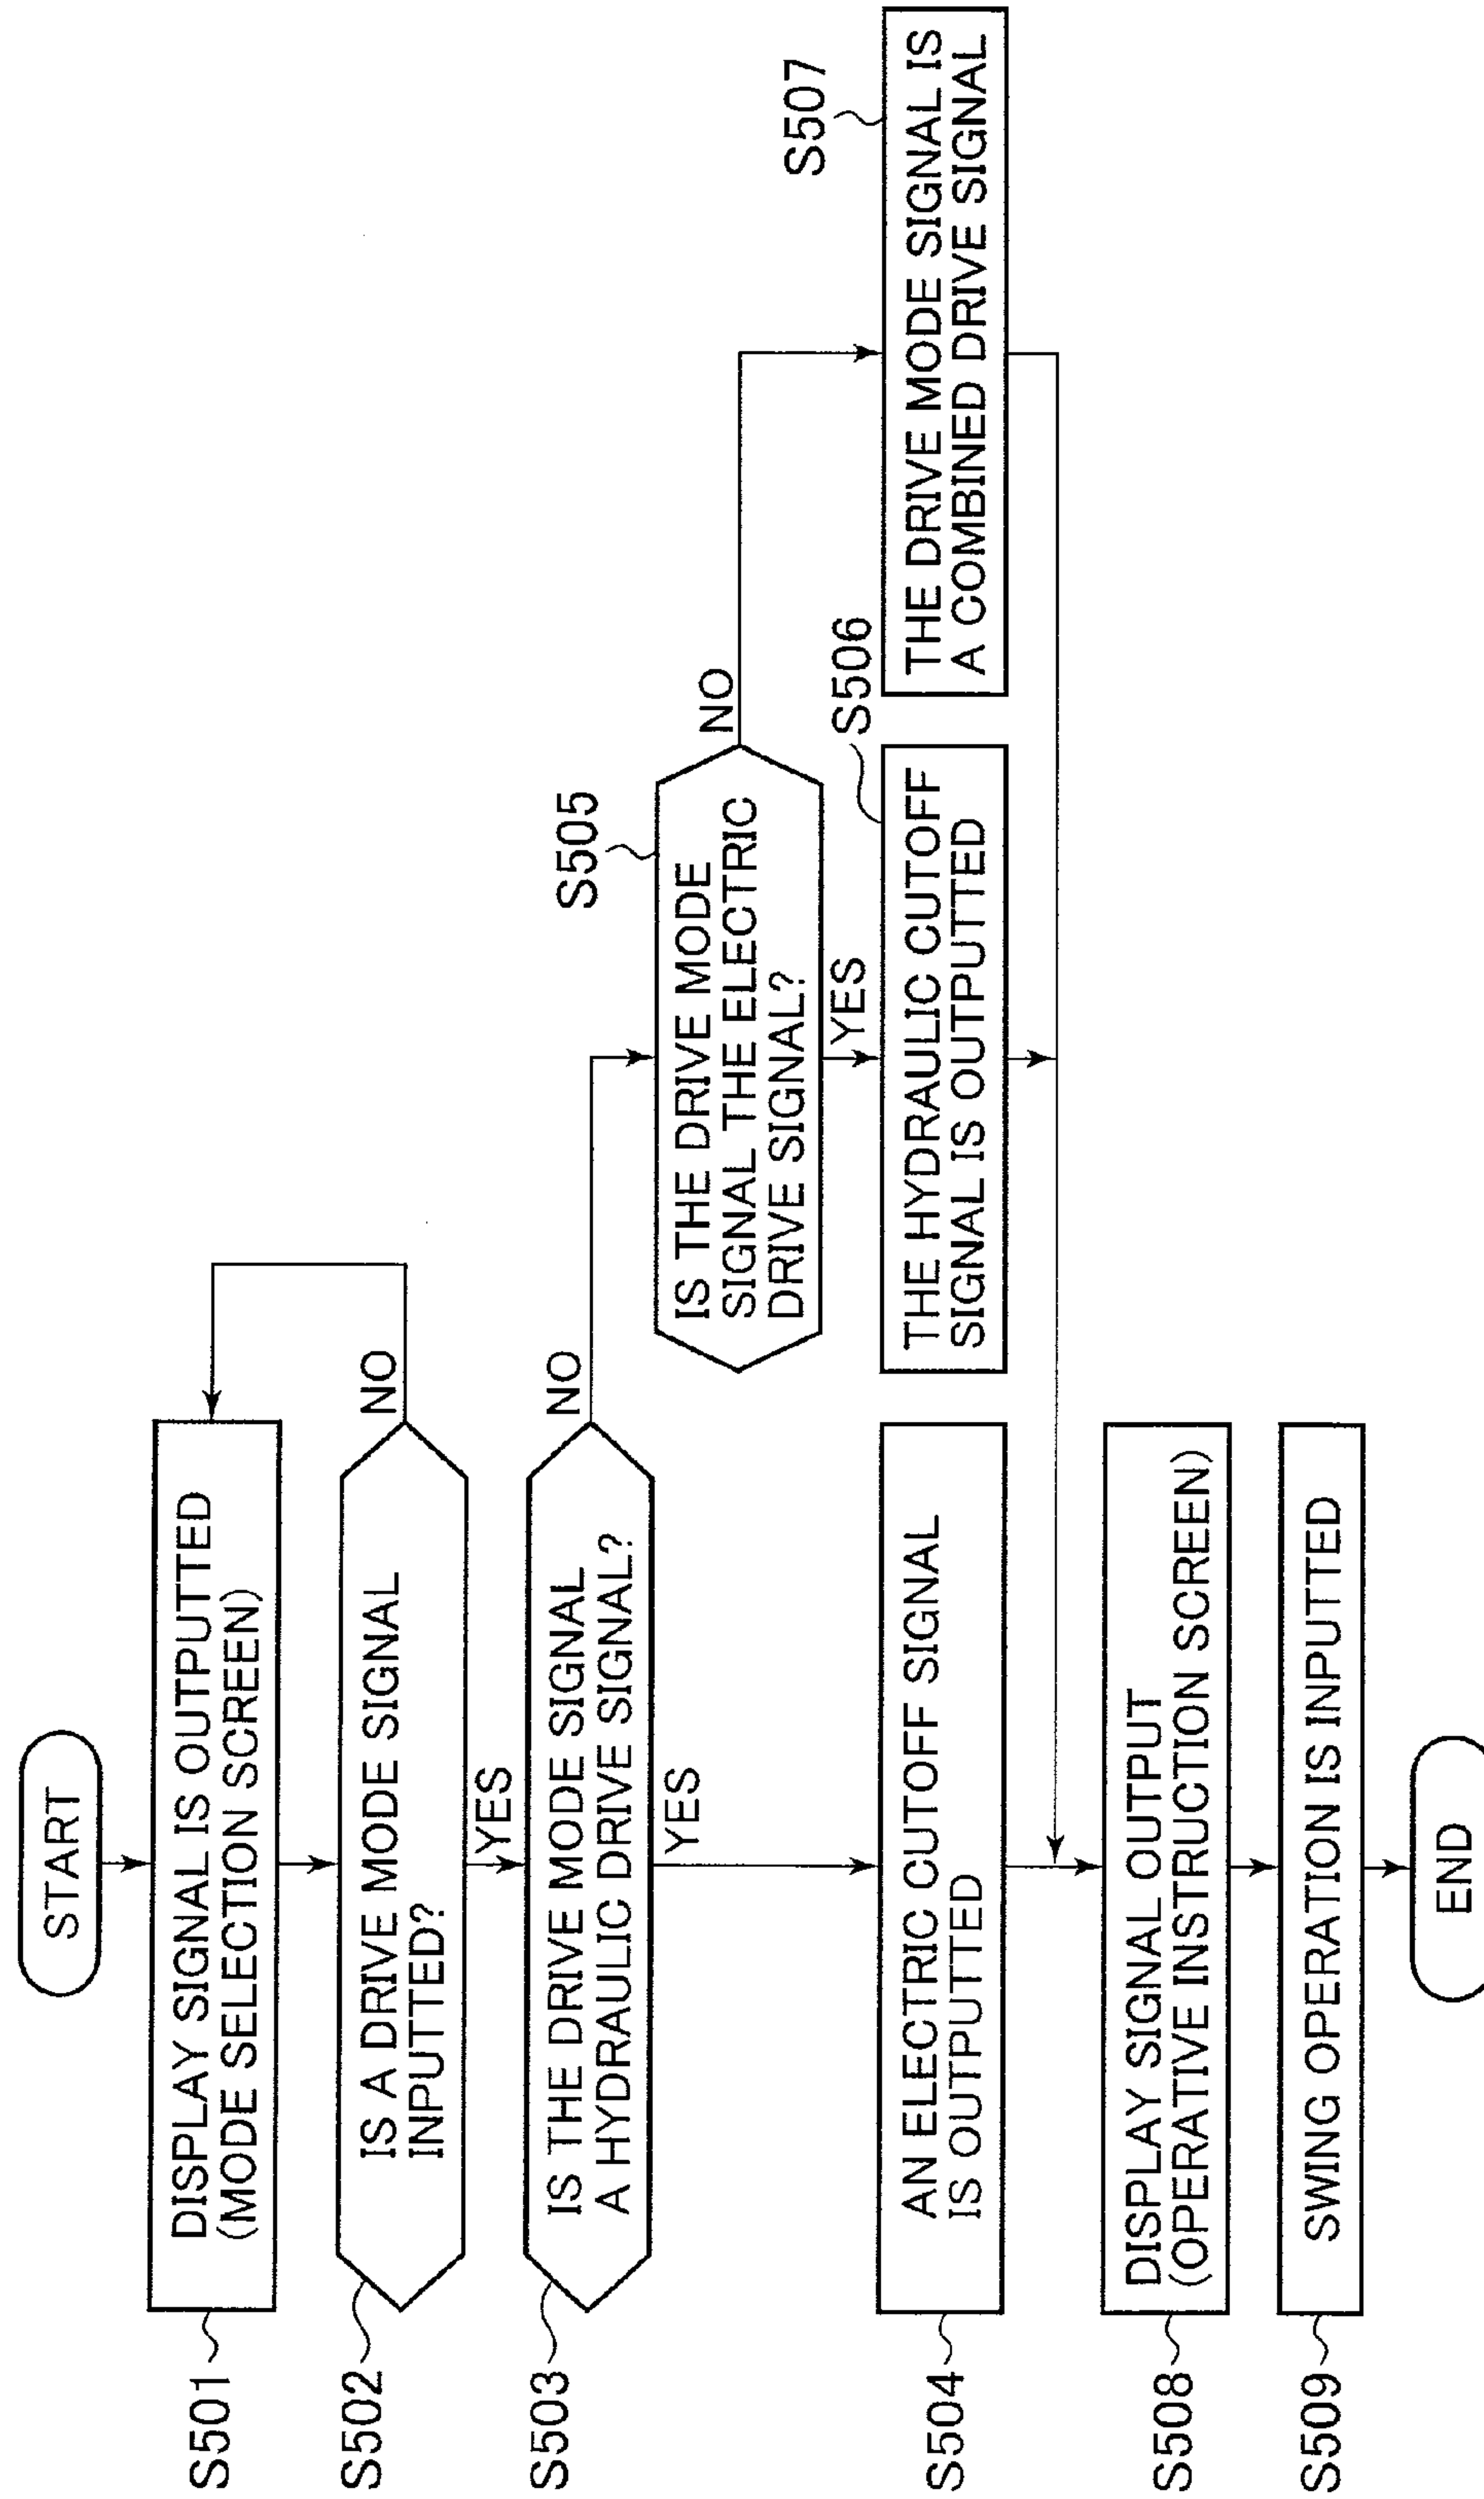 START
S501
DISPLAY SIGNAL IS OUTPUTTED
(MODE SELECTION SCREEN)
S502
IS A DRIVE MODE SIGNAL
INPUTTED?
NO
YES
S503
IS THE DRIVE MODE SIGNAL
A HYDRAULIC DRIVE SIGNAL?
NO
YES
S505
IS THE DRIVE MODE
SIGNAL THE ELECTRIC
DRIVE SIGNAL?
NO
YES
S504
AN ELECTRIC CUTOFF SIGNAL
IS OUTPUTTED
S506
THE HYDRAULIC CUTOFF
SIGNAL IS OUTPUTTED
S507
THE DRIVE MODE SIGNAL IS
A COMBINED DRIVE SIGNAL
S508
DISPLAY SIGNAL OUTPUT
(OPERATIVE INSTRUCTION SCREEN)
S509
SWING OPERATION IS INPUTTED
END